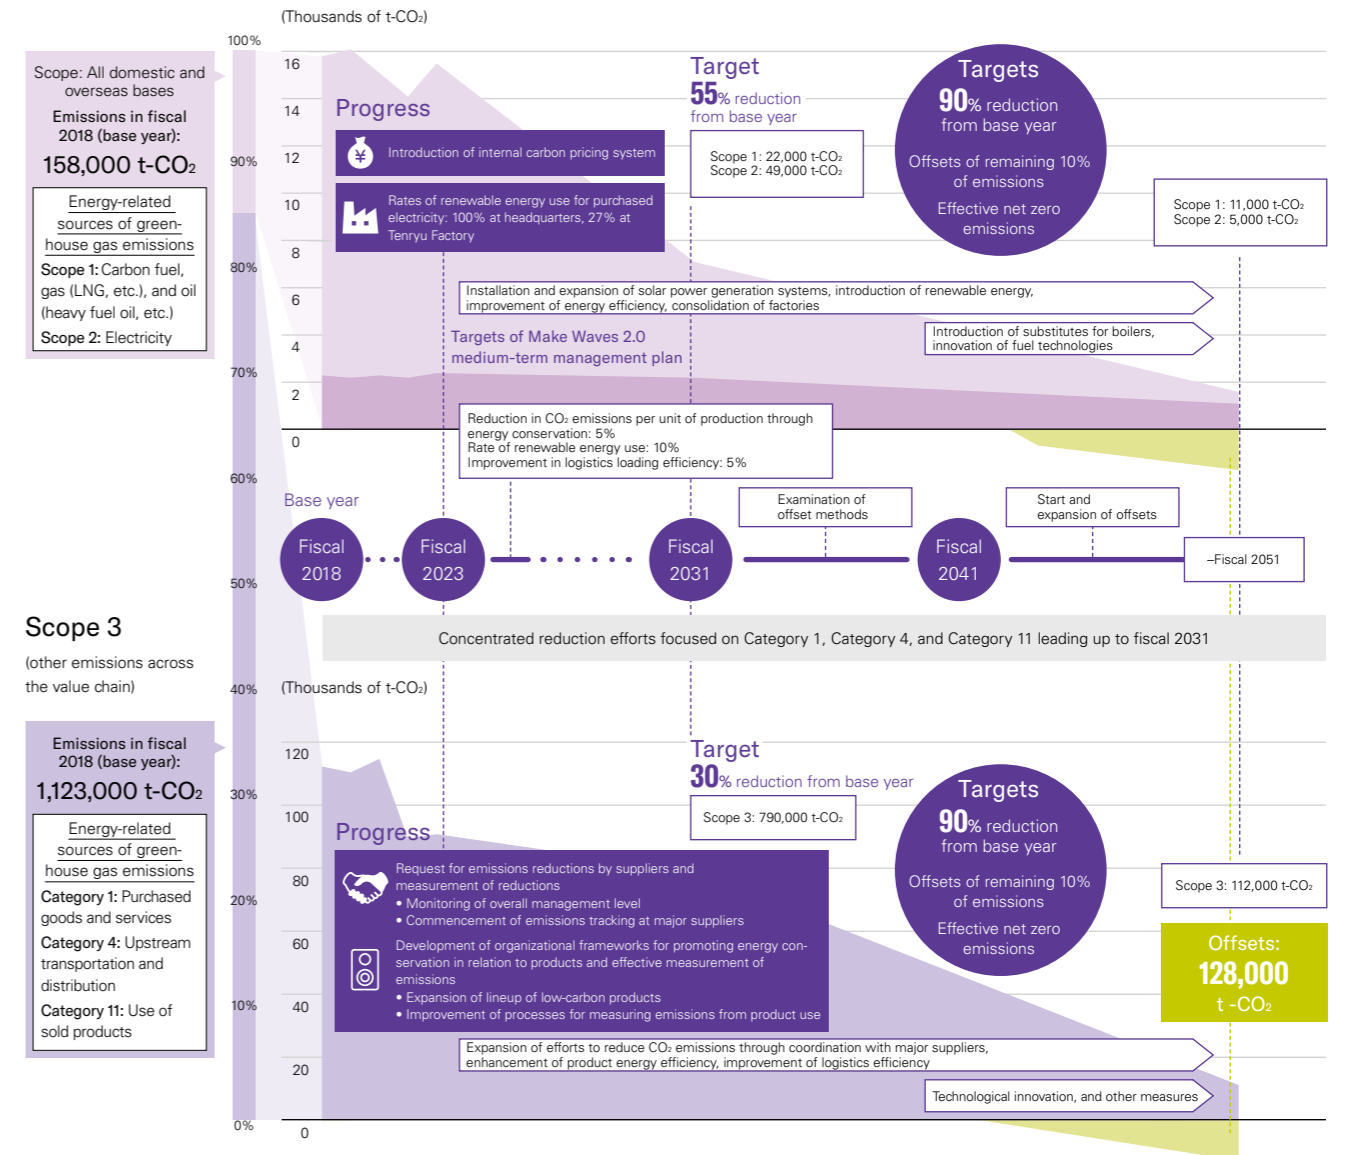 (Thousands of t-CO₂)
100%
90%
80%
70%
60%
50%
40%
30%
20%
10%
0%
Scope: All domestic and
overseas bases
Emissions in fiscal
2018 (base year):
158,000 t-CO₂
Energy-related
sources of green-
house gas emissions
Scope 1: Carbon fuel,
gas (LNG, etc.), and oil
(heavy fuel oil, etc.)
Scope 2: Electricity
16
14
12
10
8
6
4
2
0
Progress
Introduction of internal carbon pricing system
Rates of renewable energy use for purchased
electricity: 100% at headquarters, 27% at
Tenryu Factory
Target
55% reduction
from base year
Scope 1: 22,000 t-CO₂
Scope 2: 49,000 t-CO₂
Targets
90% reduction
from base year
Offsets of remaining 10%
of emissions
Effective net zero
emissions
Scope 1: 11,000 t-CO₂
Scope 2: 5,000 t-CO₂
Installation and expansion of solar power generation systems, introduction of renewable energy,
improvement of energy efficiency, consolidation of factories
Introduction of substitutes for boilers,
innovation of fuel technologies
Targets of Make Waves 2.0
medium-term management plan
Reduction in CO₂ emissions per unit of production through
energy conservation: 5%
Rate of renewable energy use: 10%
Improvement in logistics loading efficiency: 5%
Base year
Fiscal
2018
Fiscal
2023
Fiscal
2031
Examination of
offset methods
Fiscal
2041
Start and
expansion of offsets
–Fiscal 2051
Concentrated reduction efforts focused on Category 1, Category 4, and Category 11 leading up to fiscal 2031
Scope 3
(other emissions across
the value chain)
Emissions in fiscal
2018 (base year):
1,123,000 t-CO₂
Energy-related
sources of green-
house gas emissions
Category 1: Purchased
goods and services
Category 4: Upstream
transportation and
distribution
Category 11: Use of
sold products
(Thousands of t-CO₂)
120
100
80
60
40
20
0
Progress
Request for emissions reductions by suppliers and
measurement of reductions
• Monitoring of overall management level
• Commencement of emissions tracking at major suppliers
Development of organizational frameworks for promoting energy con-
servation in relation to products and effective measurement of
emissions
• Expansion of lineup of low-carbon products
• Improvement of processes for measuring emissions from product use
Target
30% reduction from base year
Scope 3: 790,000 t-CO₂
Targets
90% reduction
from base year
Offsets of remaining 10%
of emissions
Effective net zero
emissions
Scope 3: 112,000 t-CO₂
Offsets:
128,000
t -CO₂
Expansion of efforts to reduce CO₂ emissions through coordination with major suppliers,
enhancement of product energy efficiency, improvement of logistics efficiency
Technological innovation, and other measures